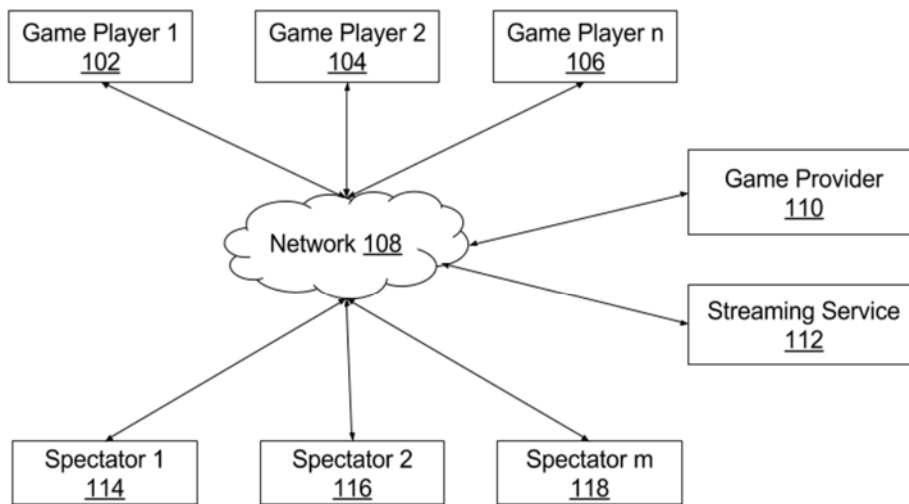 Game Player 1
102
Game Player 2
104
Game Player n
106
Game Provider
110
Network 108
Streaming Service
112
Spectator 1
114
Spectator 2
116
Spectator m
118